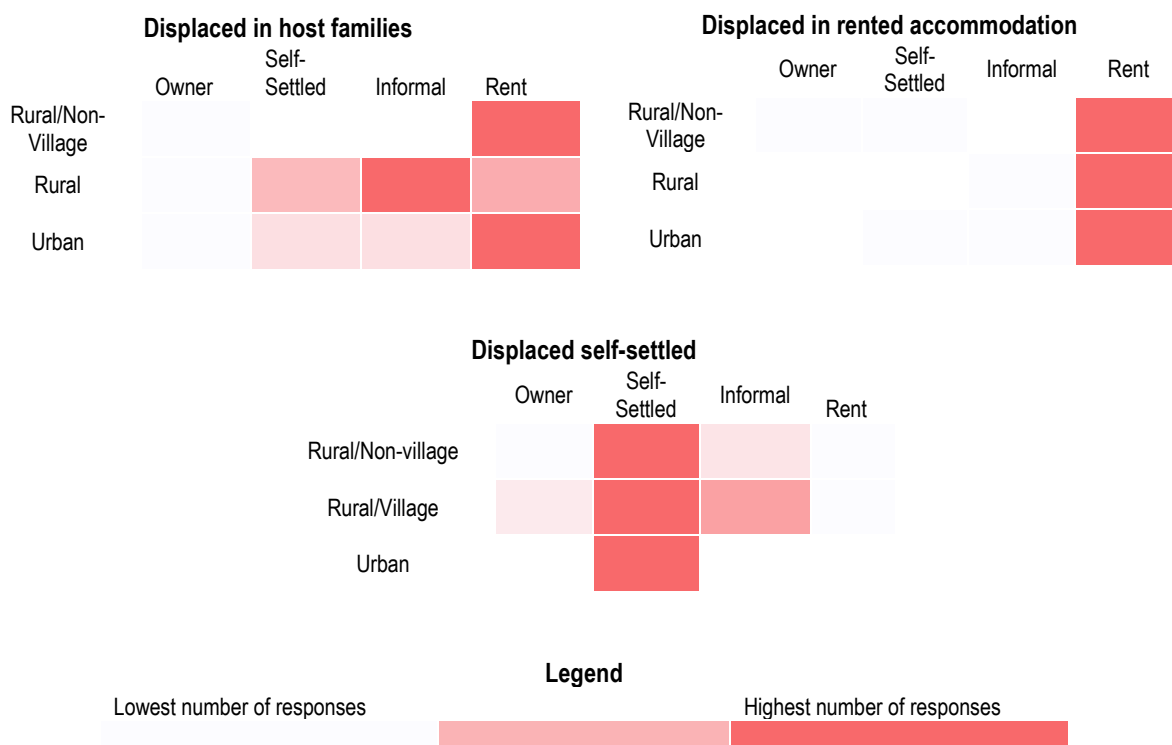 Displaced in host families
Owner
Self-
Settled
Informal
Rent
Rural/Non-
Village
Rural
Urban
Displaced in rented accommodation
Owner
Self-
Settled
Informal
Rent
Rural/Non-
Village
Rural
Urban
Displaced self-settled
Owner
Self-
Settled
Informal
Rent
Rural/Non-village
Rural/Village
Urban
Legend
Lowest number of responses
Highest number of responses